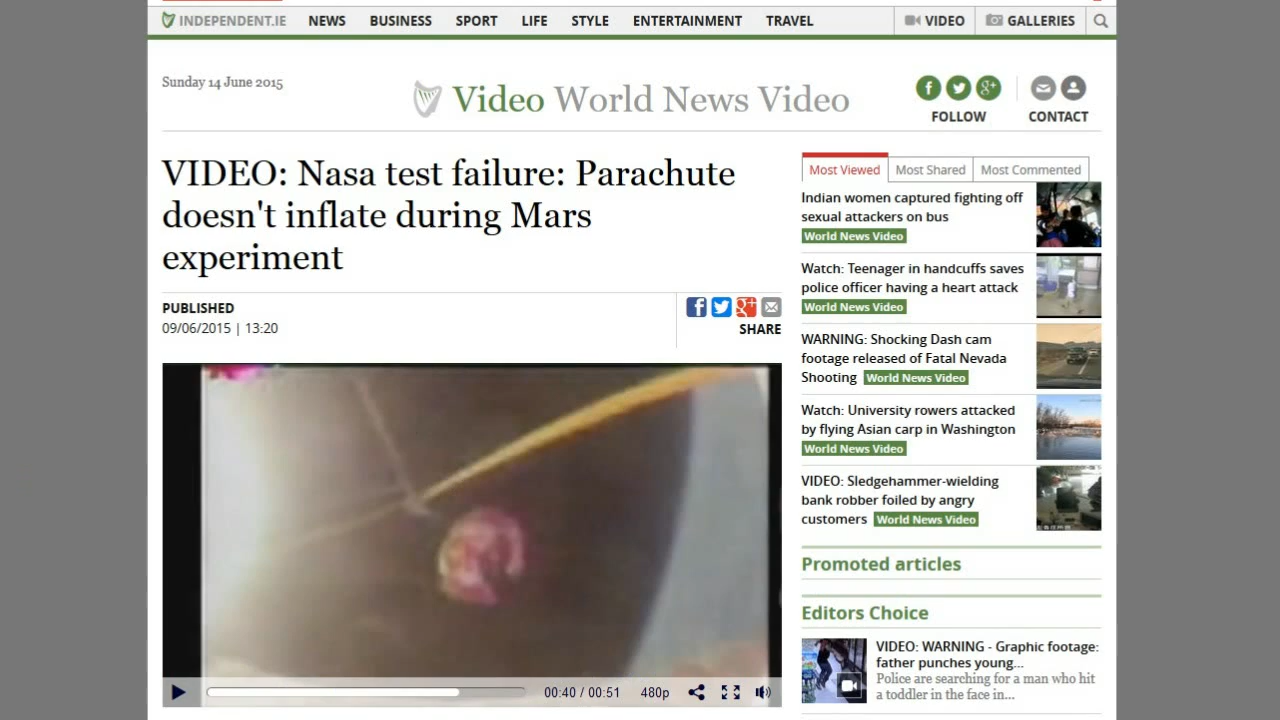 INDEPENDENT.IE NEWS BUSINESS SPORT LIFE STYLE ENTERTAINMENT TRAVEL VIDEO GALLERIES
Sunday 14 June 2015
Video World News Video
FOLLOW CONTACT
VIDEO: Nasa test failure: Parachute
doesn't inflate during Mars
experiment
PUBLISHED
09/06/2015 | 13:20
SHARE
00:40 / 00:51 480p
Most Viewed Most Shared Most Commented
Indian women captured fighting off
sexual attackers on bus
World News Video
Watch: Teenager in handcuffs saves
police officer having a heart attack
World News Video
WARNING: Shocking Dash cam
footage released of Fatal Nevada
Shooting World News Video
Watch: University rowers attacked
by flying Asian carp in Washington
World News Video
VIDEO: Sledgehammer-wielding
bank robber foiled by angry
customers World News Video
Promoted articles
Editors Choice
VIDEO: WARNING - Graphic footage:
father punches young...
Police are searching for a man who hit
a toddler in the face in...